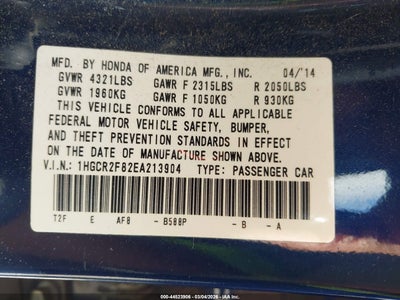 MFD. BY HONDA OF AMERICA MFG., INC. 04/14
GVWR 4321LBS GAWR F 2315LBS R 2050LBS
GVWR 1960KG GAWR F 1050KG R 930KG
THIS VEHICLE CONFORMS TO ALL APPLICABLE
FEDERAL MOTOR VEHICLE SAFETY, BUMPER,
AND THEFT PREVENTION STANDARDS IN EFFECT
ON THE DATE OF MANUFACTURE SHOWN ABOVE.
V.I.N.: 1HGCR2F82EA213904 TYPE: PASSENGER CAR
T2F E AF8 - B588P - B - A
000-44523906 - 03/04/2026 - IAA Inc.